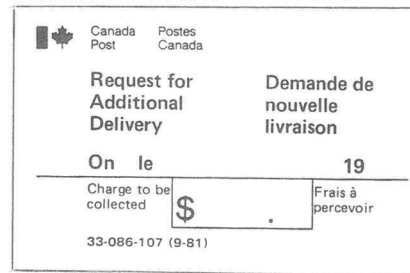 Canada Postes
Post Canada
Request for Demande de
Additional nouvelle
Delivery livraison
On le 19
Charge to be Frais à
collected $ . percevoir
33-086-107 (9-81)